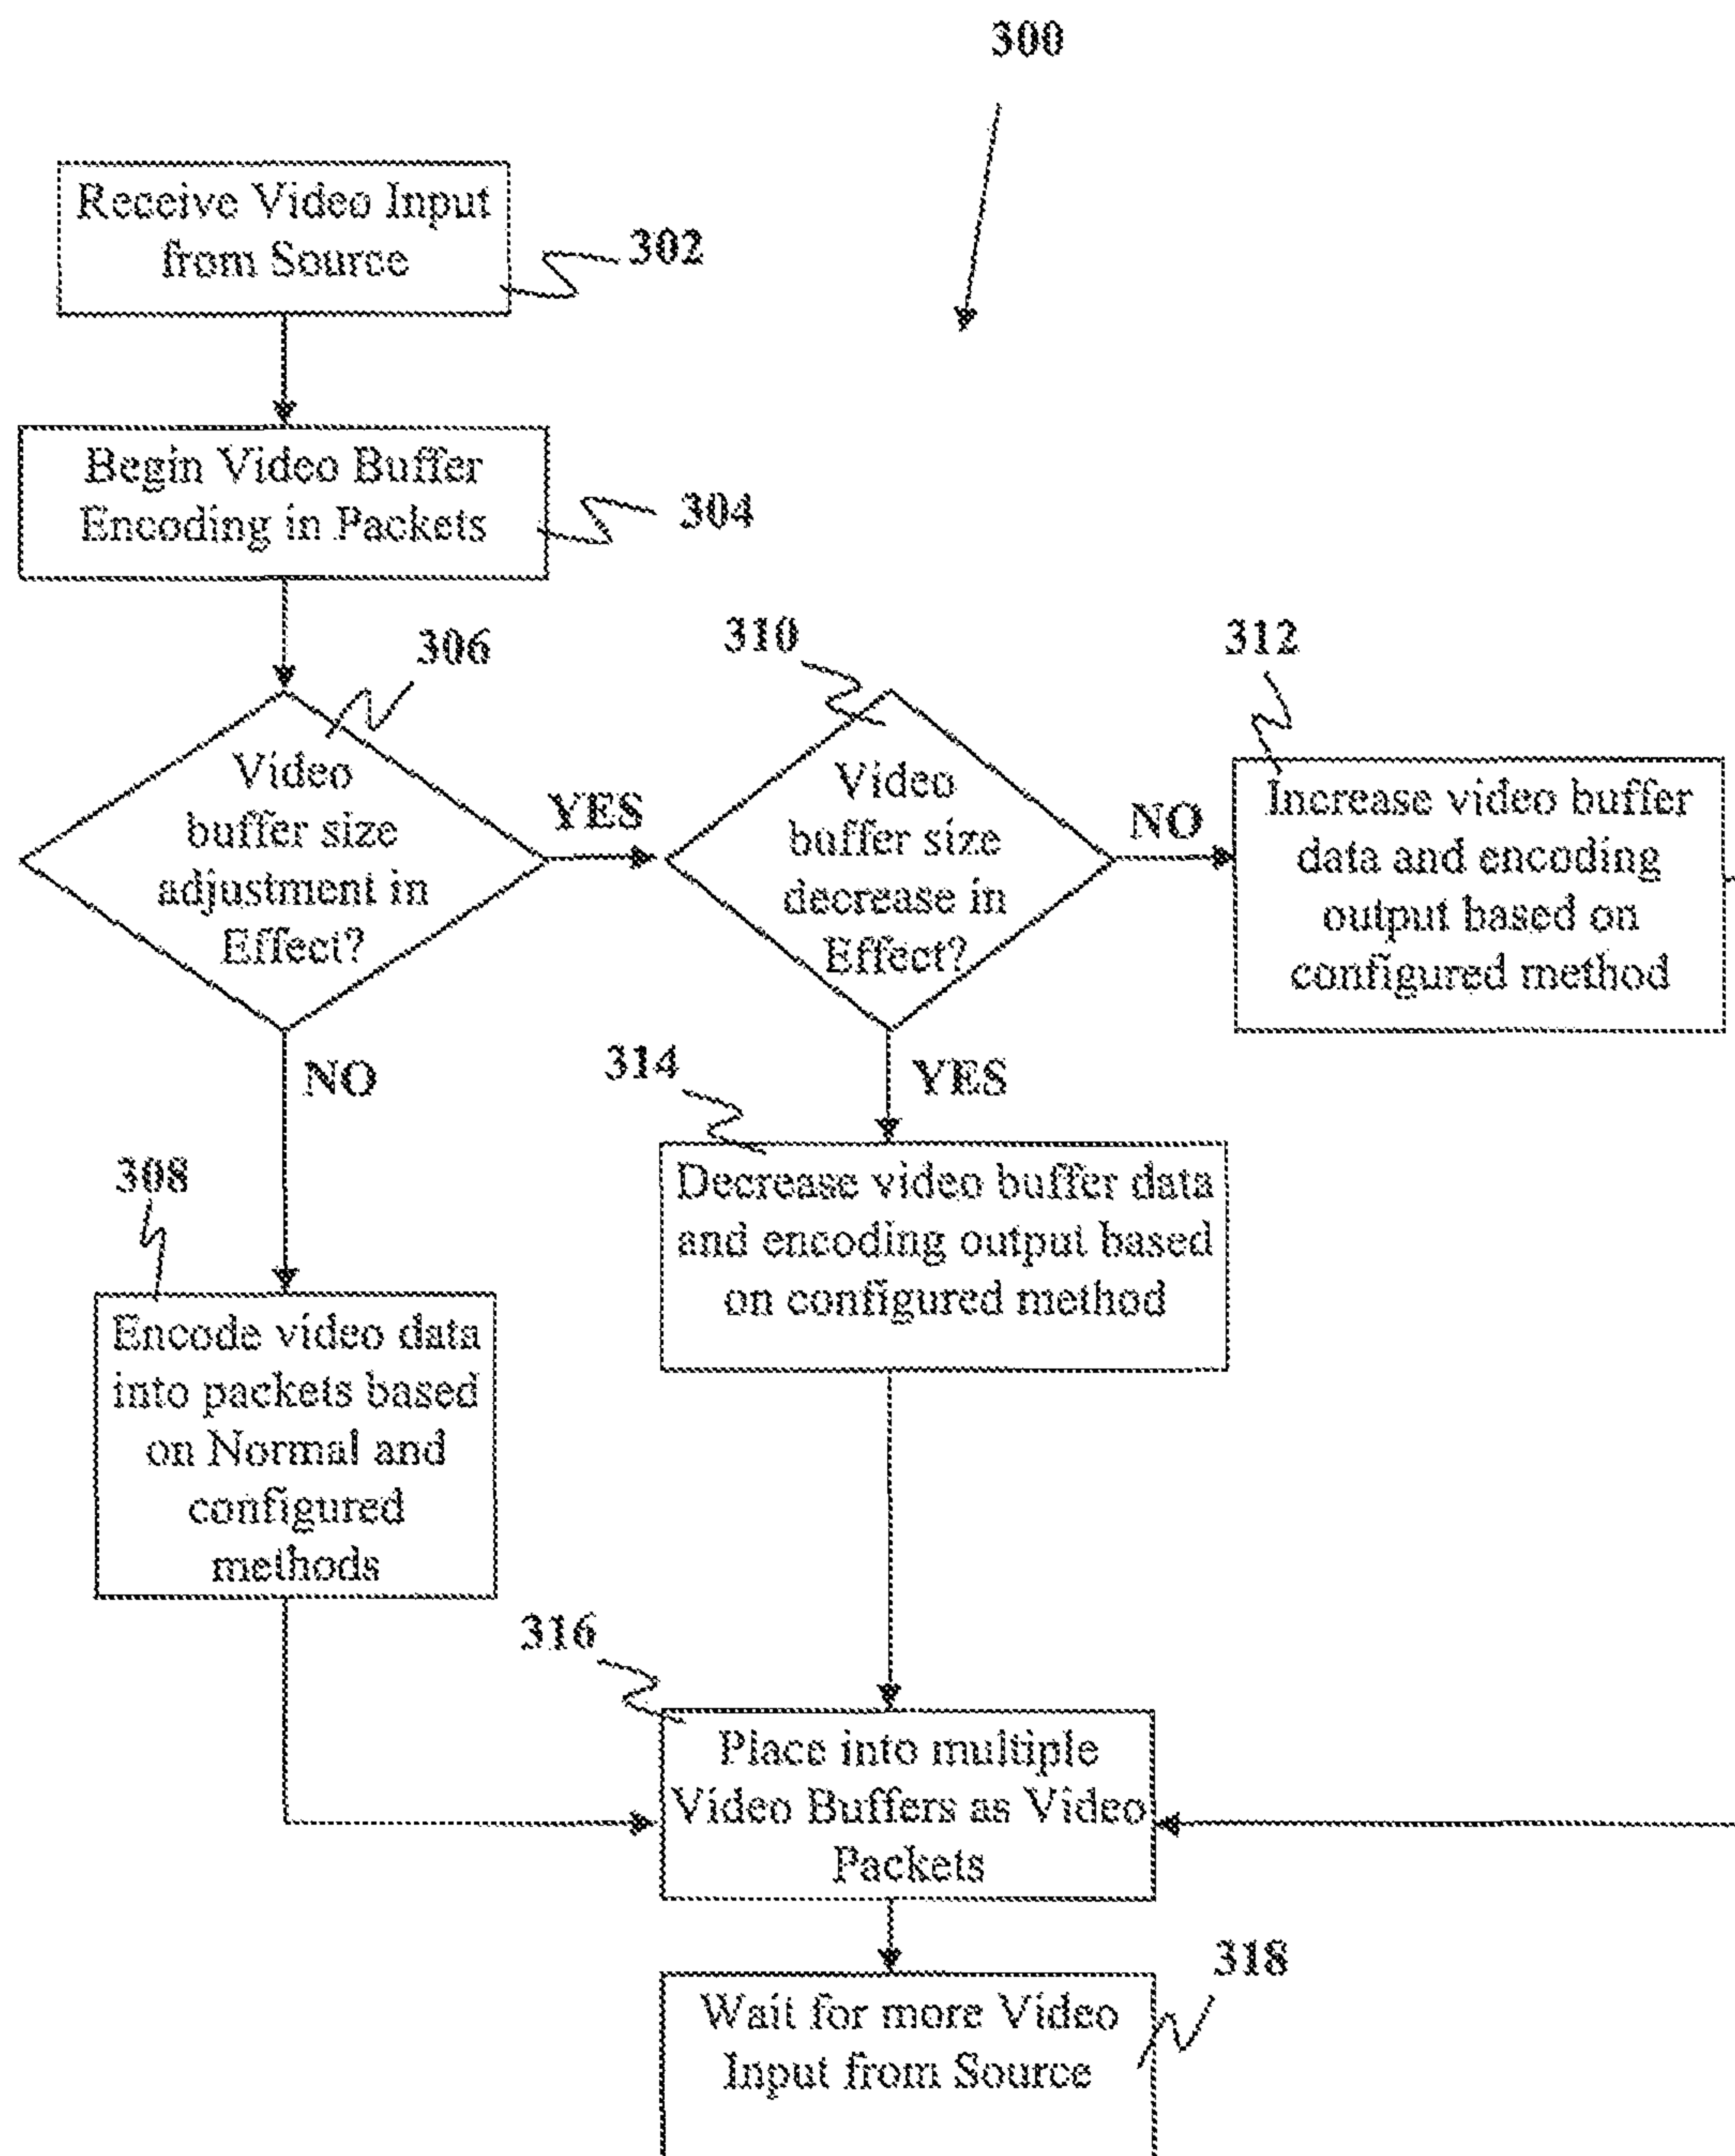 300
Receive Video Input
from Source
302
Begin Video Buffer
Encoding in Packets
304
306
Video
buffer size
adjustment in
Effect?
YES
NO
310
Video
buffer size
decrease in
Effect?
NO
YES
312
Increase video buffer
data and encoding
output based on
configured method
314
Decrease video buffer data
and encoding output based
on configured method
308
Encode video data
into packets based
on Normal and
configured
methods
316
Place into multiple
Video Buffers as Video
Packets
318
Wait for more Video
Input from Source